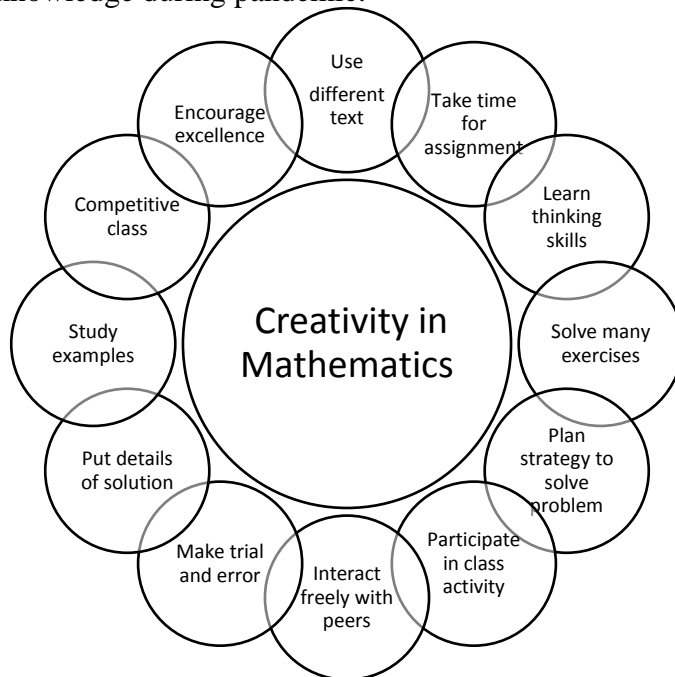 knowledge during pandemic.
Use
different
text
Take time
for
assignment
Learn
thinking
skills
Solve many
exercises
Plan
strategy to
solve
problem
Participate
in class
activity
Interact
freely with
peers
Make trial
and error
Put details
of solution
Study
examples
Competitive
class
Encourage
excellence
Creativity in
Mathematics